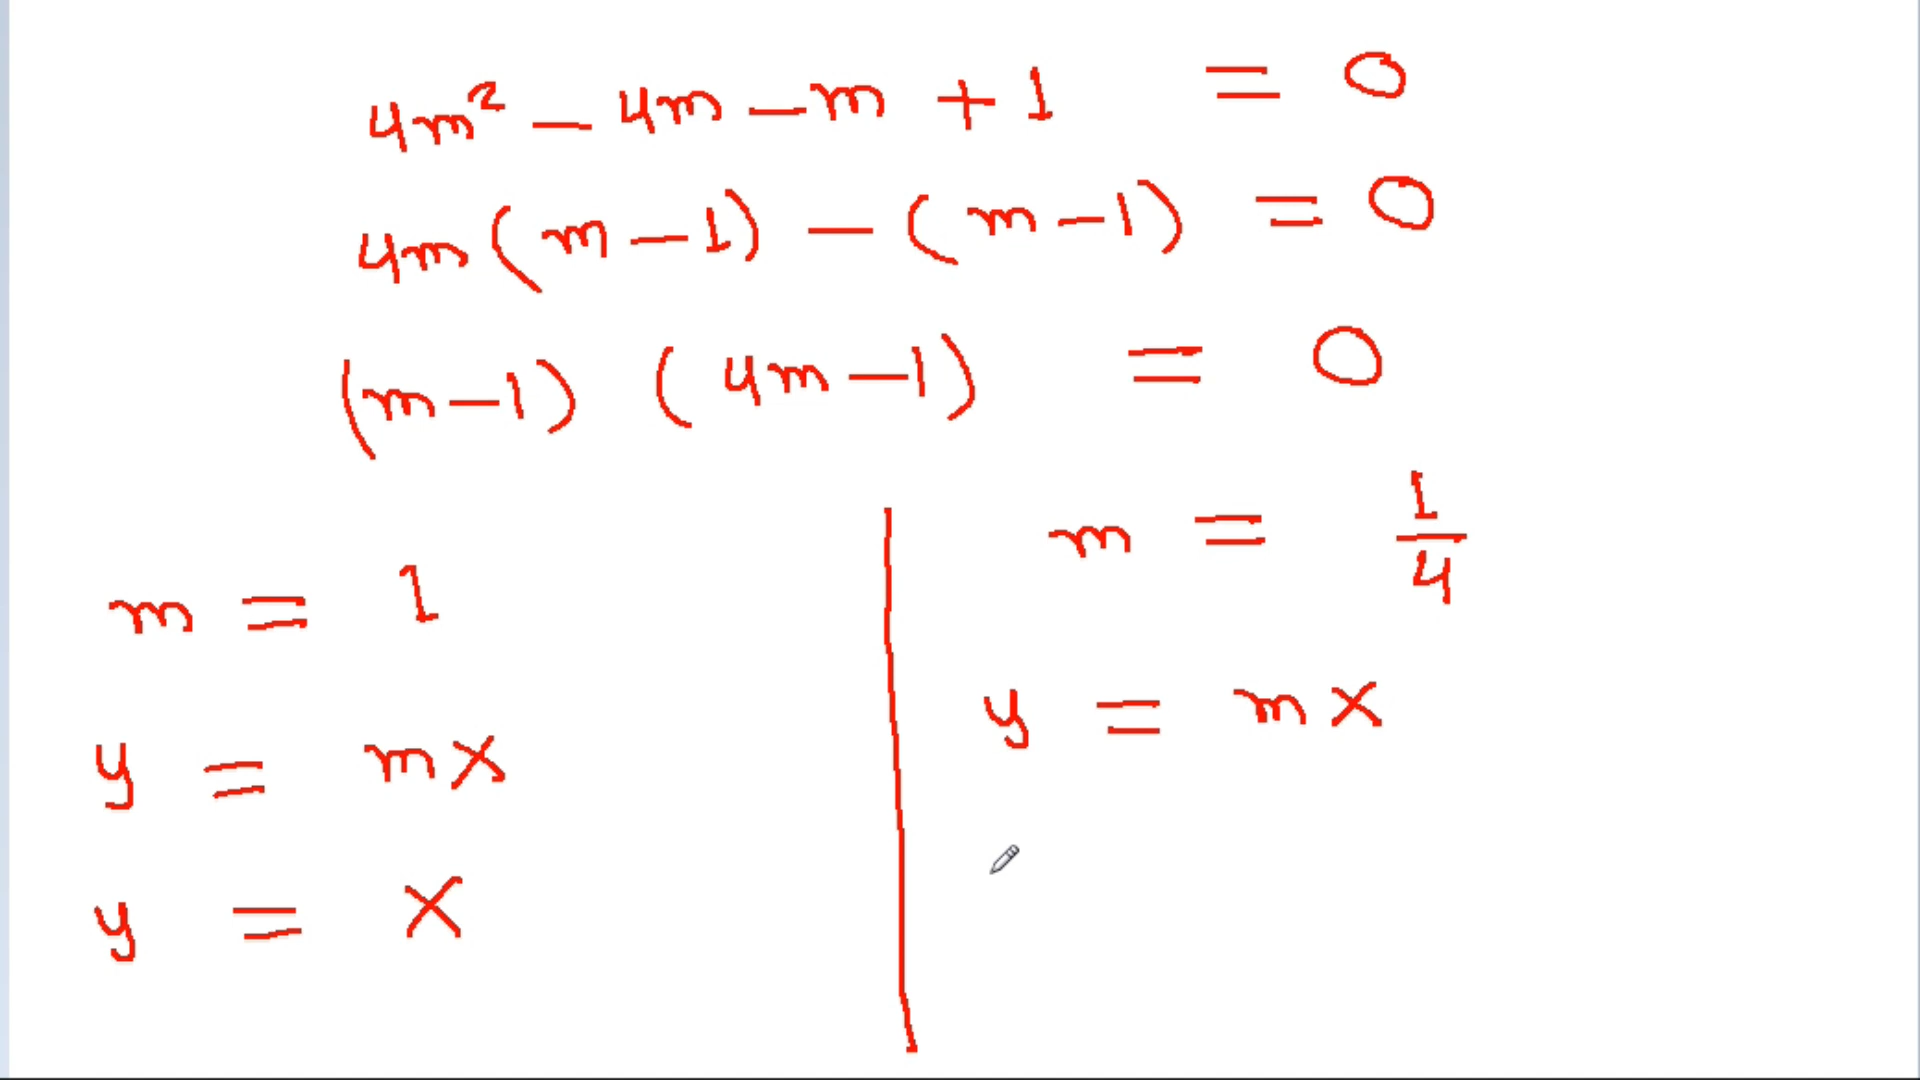 4m² - 4m - m + 1 = 0
4m (m - 1) - (m - 1) = 0
(m - 1) (4m - 1) = 0
m = 1
y = mx
y = x
m = 1/4
y = mx